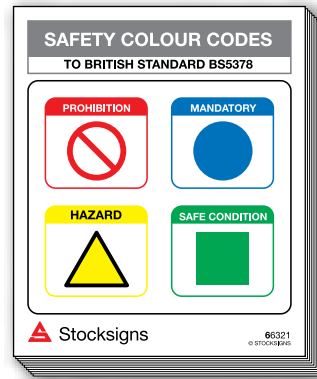 SAFETY COLOUR CODES
TO BRITISH STANDARD BS5378
PROHIBITION
MANDATORY
HAZARD
SAFE CONDITION
Stocksigns
66321
© STOCKSIGNS